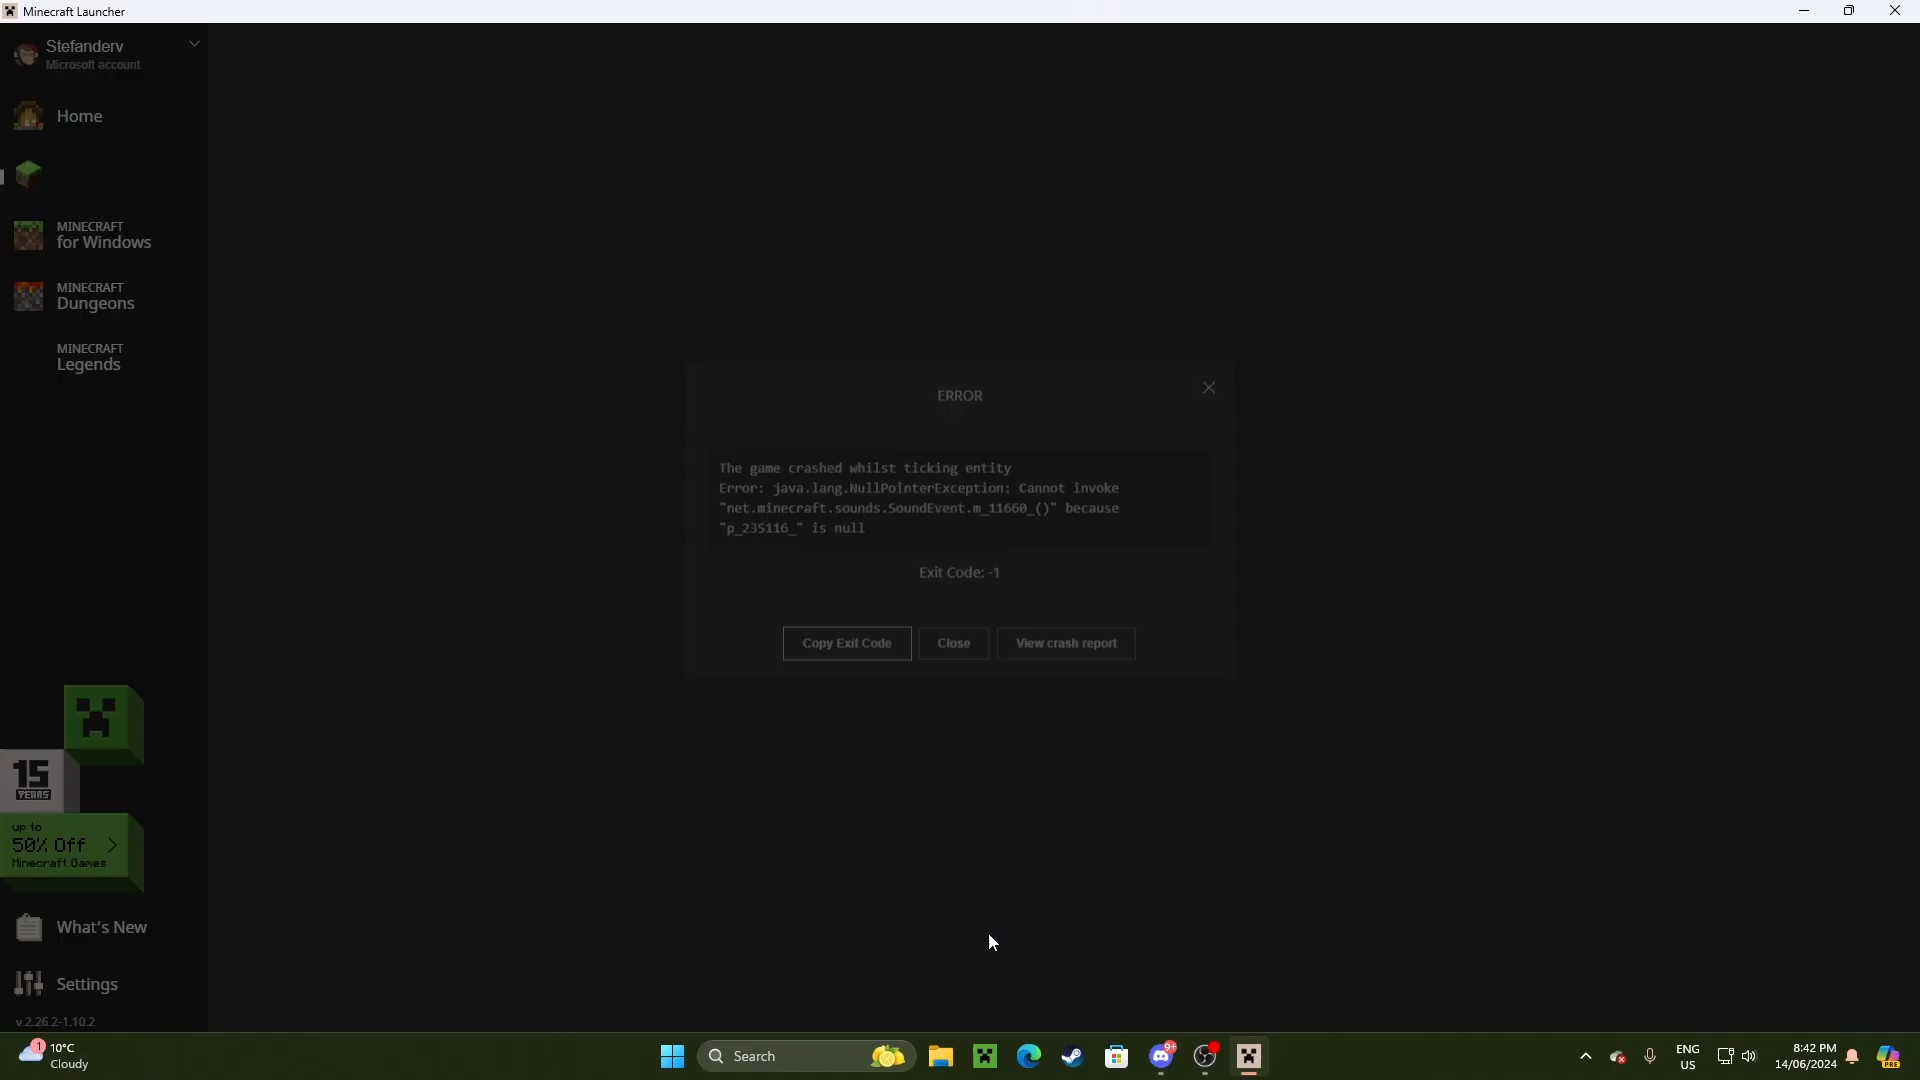 Minecraft Launcher
Stefanderv
Microsoft account
Home
MINECRAFT
for Windows
MINECRAFT
Dungeons
MINECRAFT
Legends
ERROR
The game crashed whilst ticking entity
Error: java.lang.NullPointerException: Cannot invoke
"net.minecraft.sounds.SoundEvent.m_11660_()" because
"p_235116_" is null
Exit Code: -1
Copy Exit Code
Close
View crash report
15
YEARS
up to
50% Off
Minecraft Games
What's New
Settings
v.2.26.2-1.10.2
1
10°C
Cloudy
Search
9+
ENG
US
8:42 PM
14/06/2024
PRE